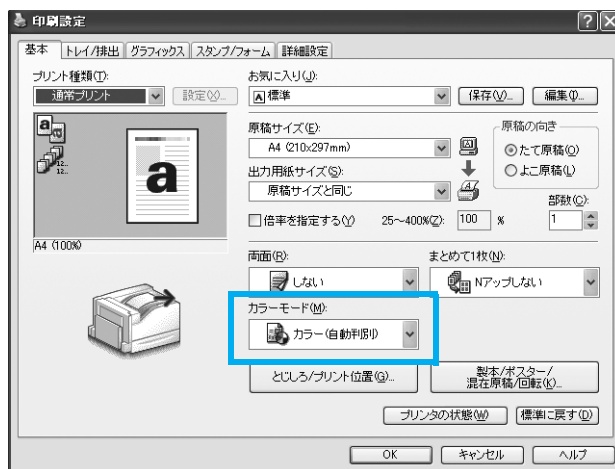 印刷設定
基本 トレイ/排出 グラフィックス スタンプ/フォーム 詳細設定
プリント種類(T):
通常プリント 設定(X)...
お気に入り(J):
標準 保存(V)... 編集(I)...
原稿サイズ(E):
A4 (210x297mm)
原稿の向き
たて原稿(O)
よこ原稿(L)
出力用紙サイズ(S):
原稿サイズと同じ
部数(C):
倍率を指定する(Y) 25~400%(Z): 100 % 1
a
A4 (100%)
両面(R):
しない
まとめて1枚(N):
Nアップしない
カラーモード(M):
カラー(自動判別)
とじしろ/プリント位置(G)...
製本/ポスター/
混在原稿/回転(K)...
プリンタの状態(W) 標準に戻す(D)
OK キャンセル ヘルプ